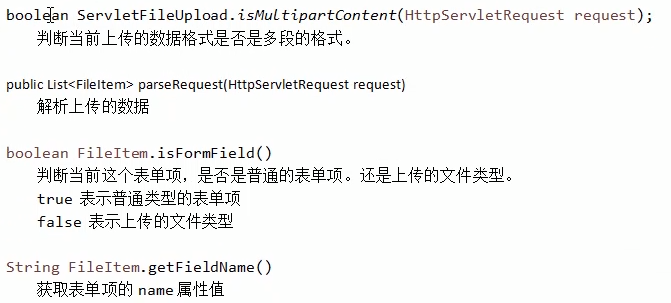 boolean ServletFileUpload.isMultipartContent(HttpServletRequest request);
判断当前上传的数据格式是否是多段的格式。
public List<FileItem> parseRequest(HttpServletRequest request)
解析上传的数据
boolean FileItem.isFormField()
判断当前这个表单项，是否是普通的表单项。还是上传的文件类型。
true 表示普通类型的表单项
false 表示上传的文件类型
String FileItem.getFieldName()
获取表单项的 name 属性值